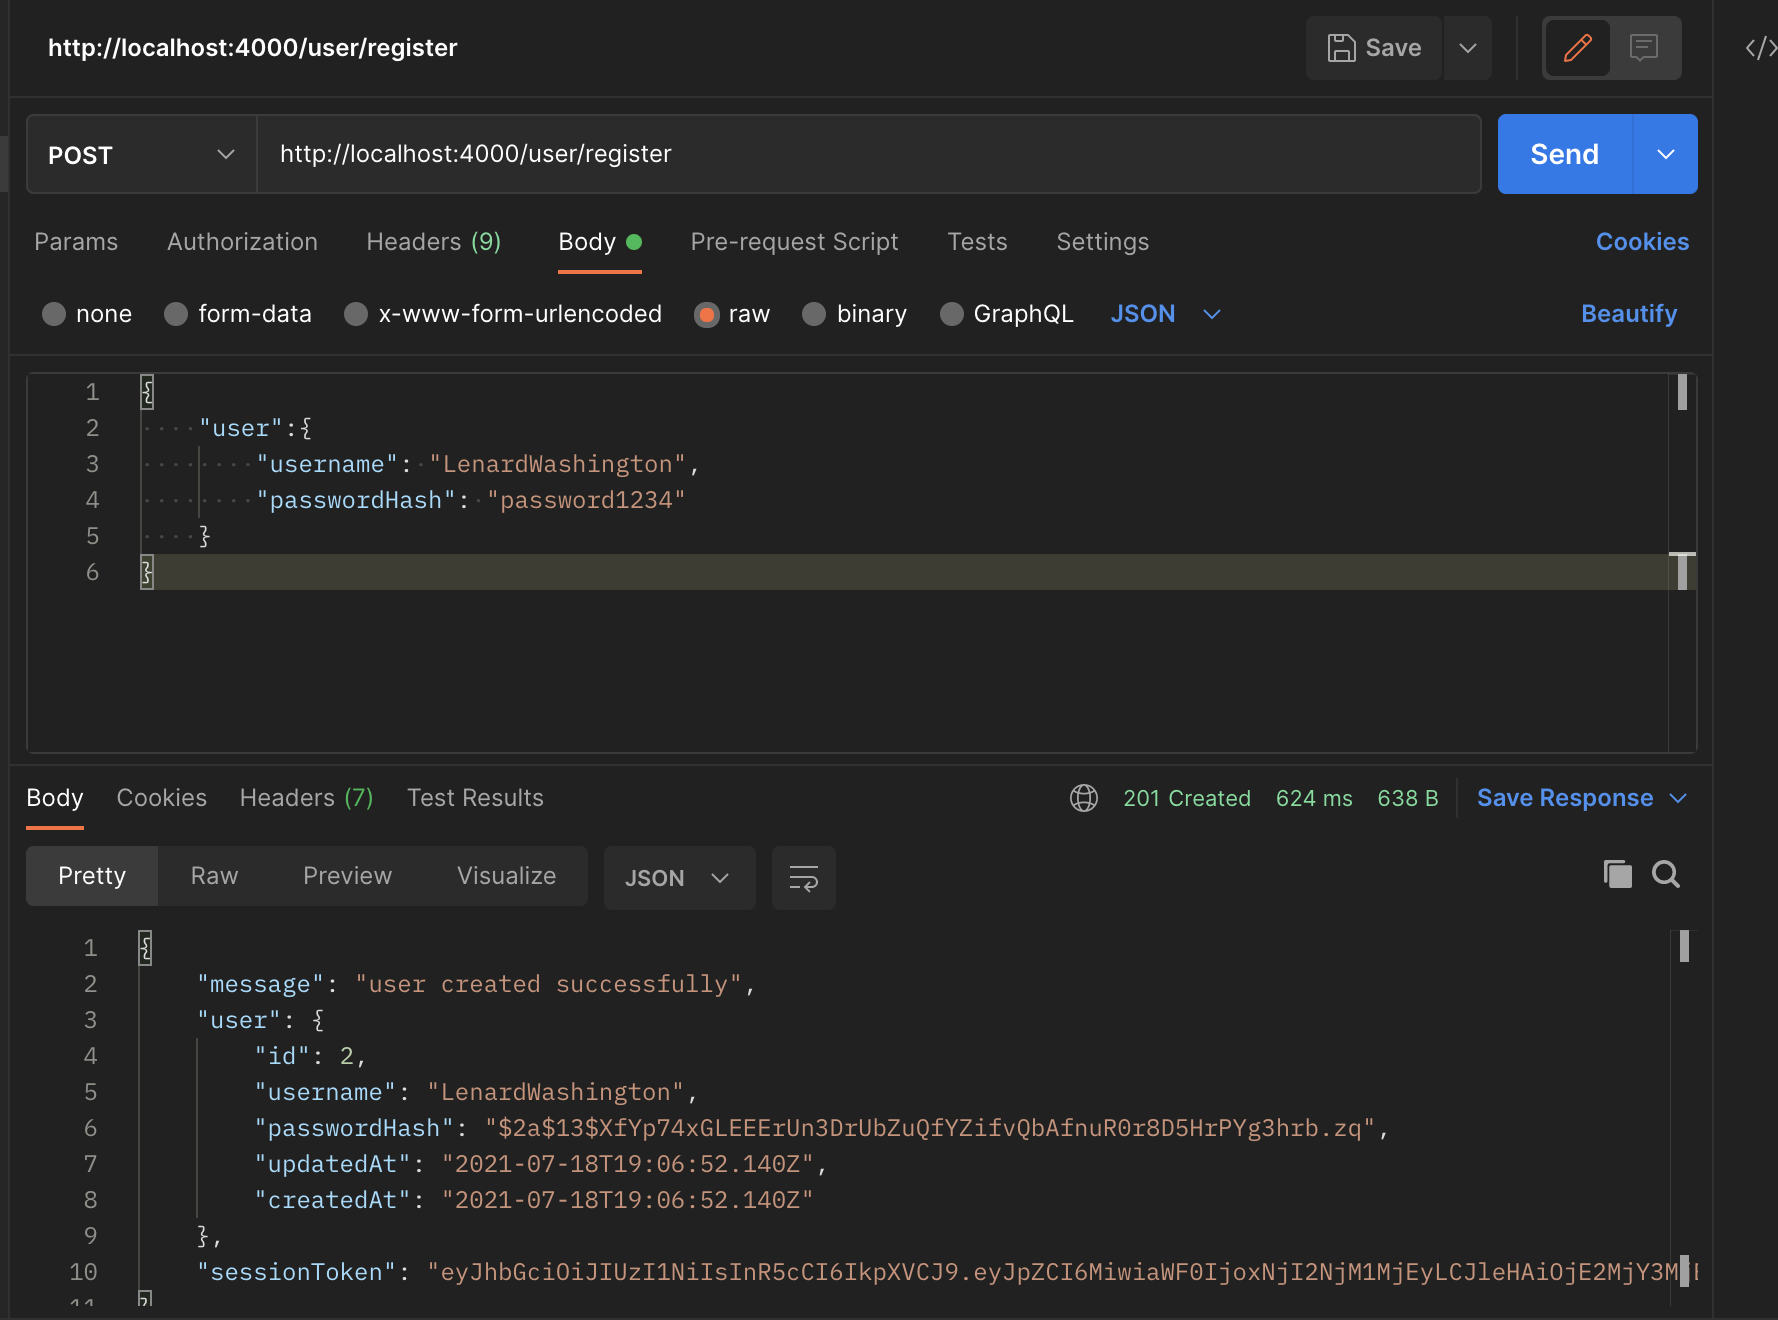 http://localhost:4000/user/register
Save
POST
http://localhost:4000/user/register
Send
Params Authorization Headers (9) Body Pre-request Script Tests Settings Cookies
none form-data x-www-form-urlencoded raw binary GraphQL JSON Beautify
1 {
2 "user":{
3 "username": "LenardWashington",
4 "passwordHash": "password1234"
5 }
6 }
Body Cookies Headers (7) Test Results 201 Created 624 ms 638 B Save Response
Pretty Raw Preview Visualize JSON
1 {
2 "message": "user created successfully",
3 "user": {
4 "id": 2,
5 "username": "LenardWashington",
6 "passwordHash": "$2a$13$XfYp74xGLEEErUn3DrUbZuQfYZifvQbAfnuR0r8D5HrPYg3hrb.zq",
7 "updatedAt": "2021-07-18T19:06:52.140Z",
8 "createdAt": "2021-07-18T19:06:52.140Z"
9 },
10 "sessionToken": "eyJhbGciOiJIUzI1NiIsInR5cCI6IkpXVCJ9.eyJpZCI6MiwiaWF0IjoxNjI2NjM1MjEyLCJleHAiOjE2MjY3M
11 }